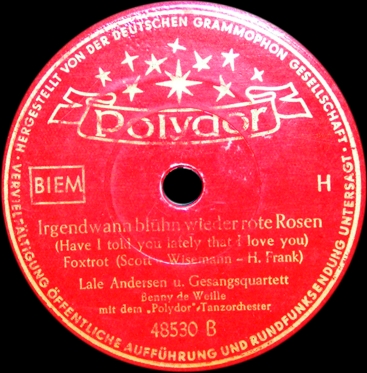 HERGESTELLT VON DER DEUTSCHEN GRAMMOPHON GESELLSCHAFT ·
Polydor
BIEM
H
Irgendwann blühn wieder rote Rosen
(Have I told you lately that I love you)
Foxtrot (Scott - Wisemann - H. Frank)
Lale Andersen u. Gesangsquartett
Benny de Weille
mit dem „Polydor"-Tanzorchester
48530 B
VERVIELFÄLTIGUNG ÖFFENTLICHE AUFFÜHRUNG UND RUNDFUNKSENDUNG UNTERSAGT ·